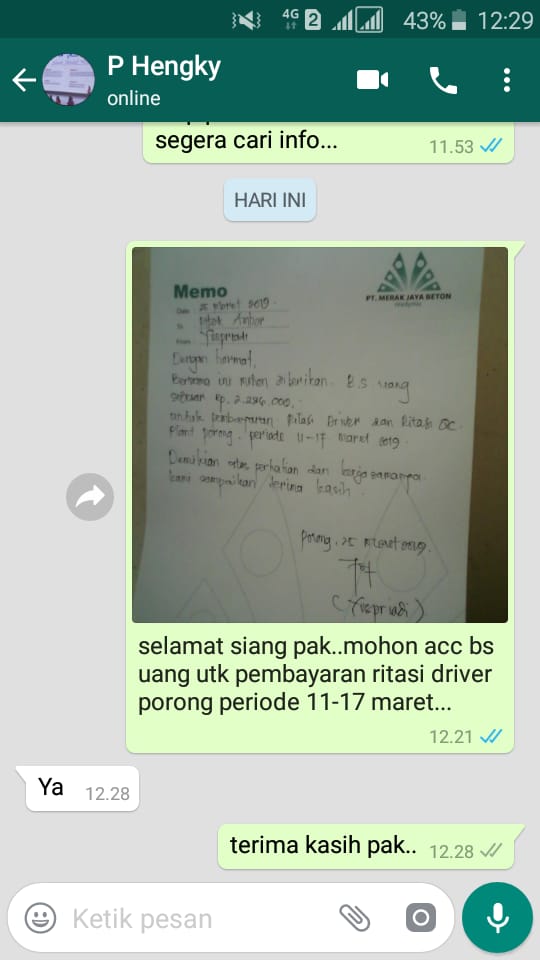 4G 2 43% 12:29
P Hengky
online
segera cari info...
11.53
HARI INI
Memo
PT. MERAK JAYA BETON
readymix
Date 25 Maret 2019
To
From Yuspriadi
Dengan hormat,
Bersama ini mohon diberikan B.S uang
sebesar Rp. 2.286.000,-
untuk pembayaran Ritasi Driver dan Ritasi QC
Plant porong. periode 11-17 Maret 2019.
Demikian atas perhatian dan kerja samanya
kami sampaikan terima kasih.
Porong, 25 Maret 2019.
(Yuspriadi)
selamat siang pak..mohon acc bs
uang utk pembayaran ritasi driver
porong periode 11-17 maret...
12.21
Ya 12.28
terima kasih pak.. 12.28
Ketik pesan